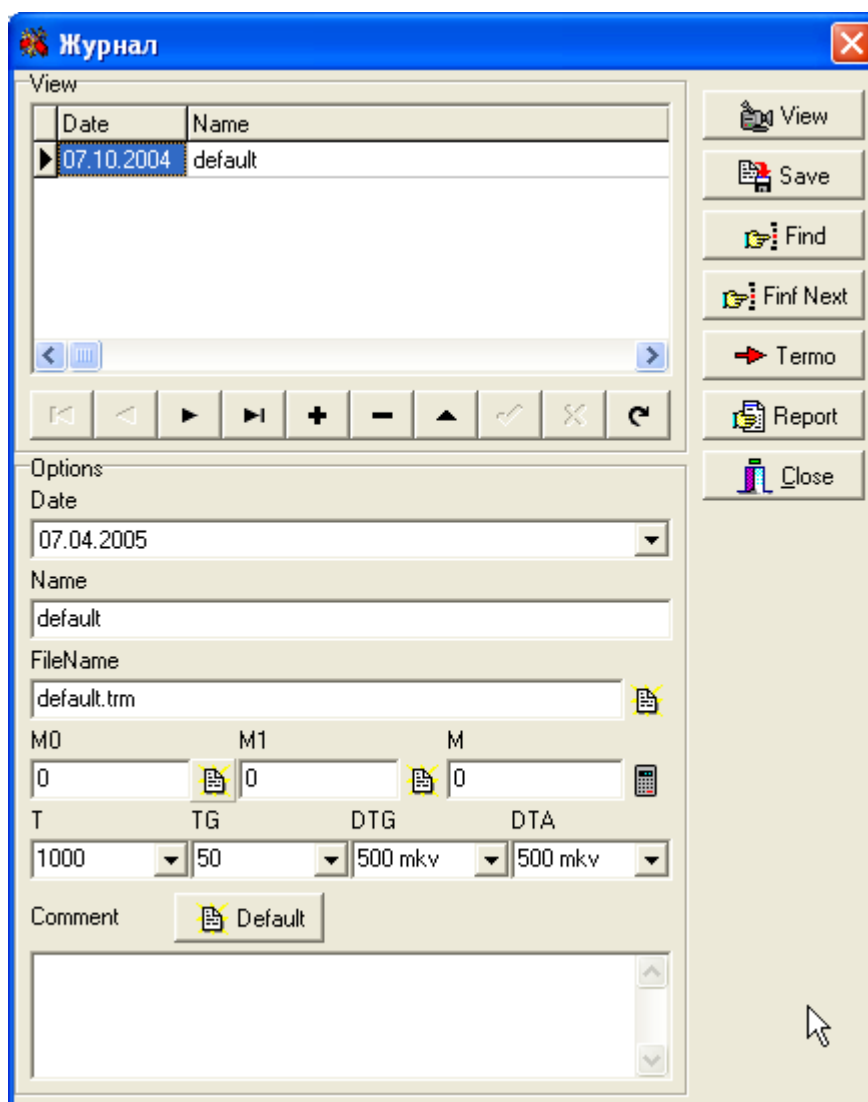 Журнал
View
Date Name
07.10.2004 default
View
Save
Find
Finf Next
Termo
Report
Close
Options
Date
07.04.2005
Name
default
FileName
default.trm
M0 M1 M
0 0 0
T TG DTG DTA
1000 50 500 mkv 500 mkv
Comment Default